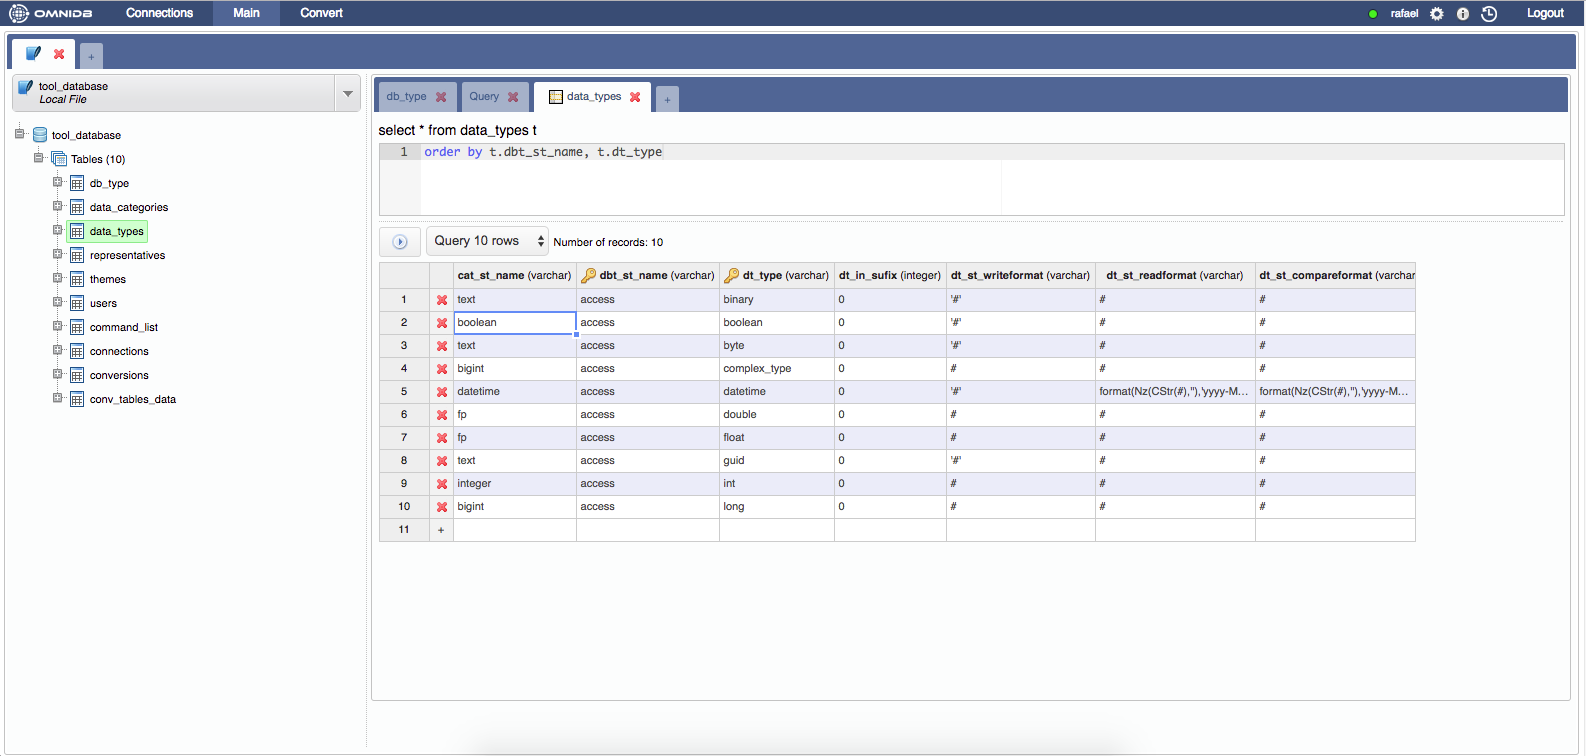 OMNIDB Connections Main Convert rafael Logout
+
tool_database
Local File
tool_database
Tables (10)
db_type
data_categories
data_types
representatives
themes
users
command_list
connections
conversions
conv_tables_data
db_type Query data_types +
select * from data_types t
1 order by t.dbt_st_name, t.dt_type
Query 10 rows Number of records: 10
cat_st_name (varchar) dbt_st_name (varchar) dt_type (varchar) dt_in_sufix (integer) dt_st_writeformat (varchar) dt_st_readformat (varchar) dt_st_compareformat (varchar
1 text access binary 0 '#' # #
2 boolean access boolean 0 '#' # #
3 text access byte 0 '#' # #
4 bigint access complex_type 0 # # #
5 datetime access datetime 0 '#' format(Nz(CStr(#),''),'yyyy-M... format(Nz(CStr(#),''),'yyyy-M...
6 fp access double 0 # # #
7 fp access float 0 # # #
8 text access guid 0 '#' # #
9 integer access int 0 # # #
10 bigint access long 0 # # #
11 +